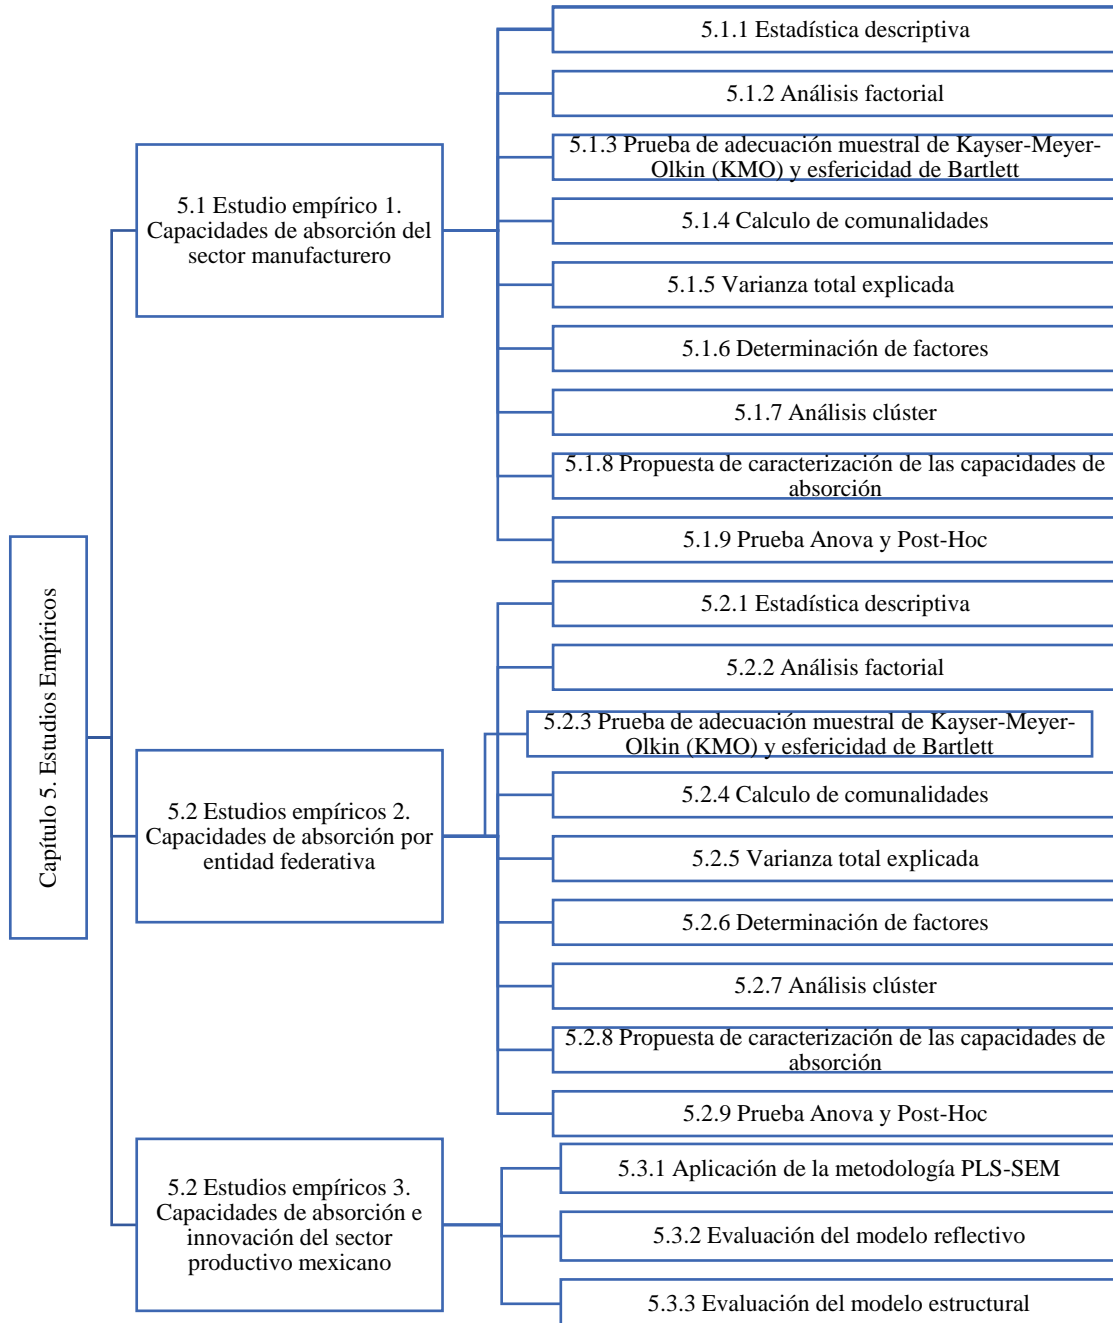 Capítulo 5. Estudios Empíricos
5.1 Estudio empírico 1.
Capacidades de absorción del
sector manufacturero
5.1.1 Estadística descriptiva
5.1.2 Análisis factorial
5.1.3 Prueba de adecuación muestral de Kayser-Meyer-
Olkin (KMO) y esfericidad de Bartlett
5.1.4 Calculo de comunalidades
5.1.5 Varianza total explicada
5.1.6 Determinación de factores
5.1.7 Análisis clúster
5.1.8 Propuesta de caracterización de las capacidades de
absorción
5.1.9 Prueba Anova y Post-Hoc
5.2 Estudios empíricos 2.
Capacidades de absorción por
entidad federativa
5.2.1 Estadística descriptiva
5.2.2 Análisis factorial
5.2.3 Prueba de adecuación muestral de Kayser-Meyer-
Olkin (KMO) y esfericidad de Bartlett
5.2.4 Calculo de comunalidades
5.2.5 Varianza total explicada
5.2.6 Determinación de factores
5.2.7 Análisis clúster
5.2.8 Propuesta de caracterización de las capacidades de
absorción
5.2.9 Prueba Anova y Post-Hoc
5.2 Estudios empíricos 3.
Capacidades de absorción e
innovación del sector
productivo mexicano
5.3.1 Aplicación de la metodología PLS-SEM
5.3.2 Evaluación del modelo reflectivo
5.3.3 Evaluación del modelo estructural